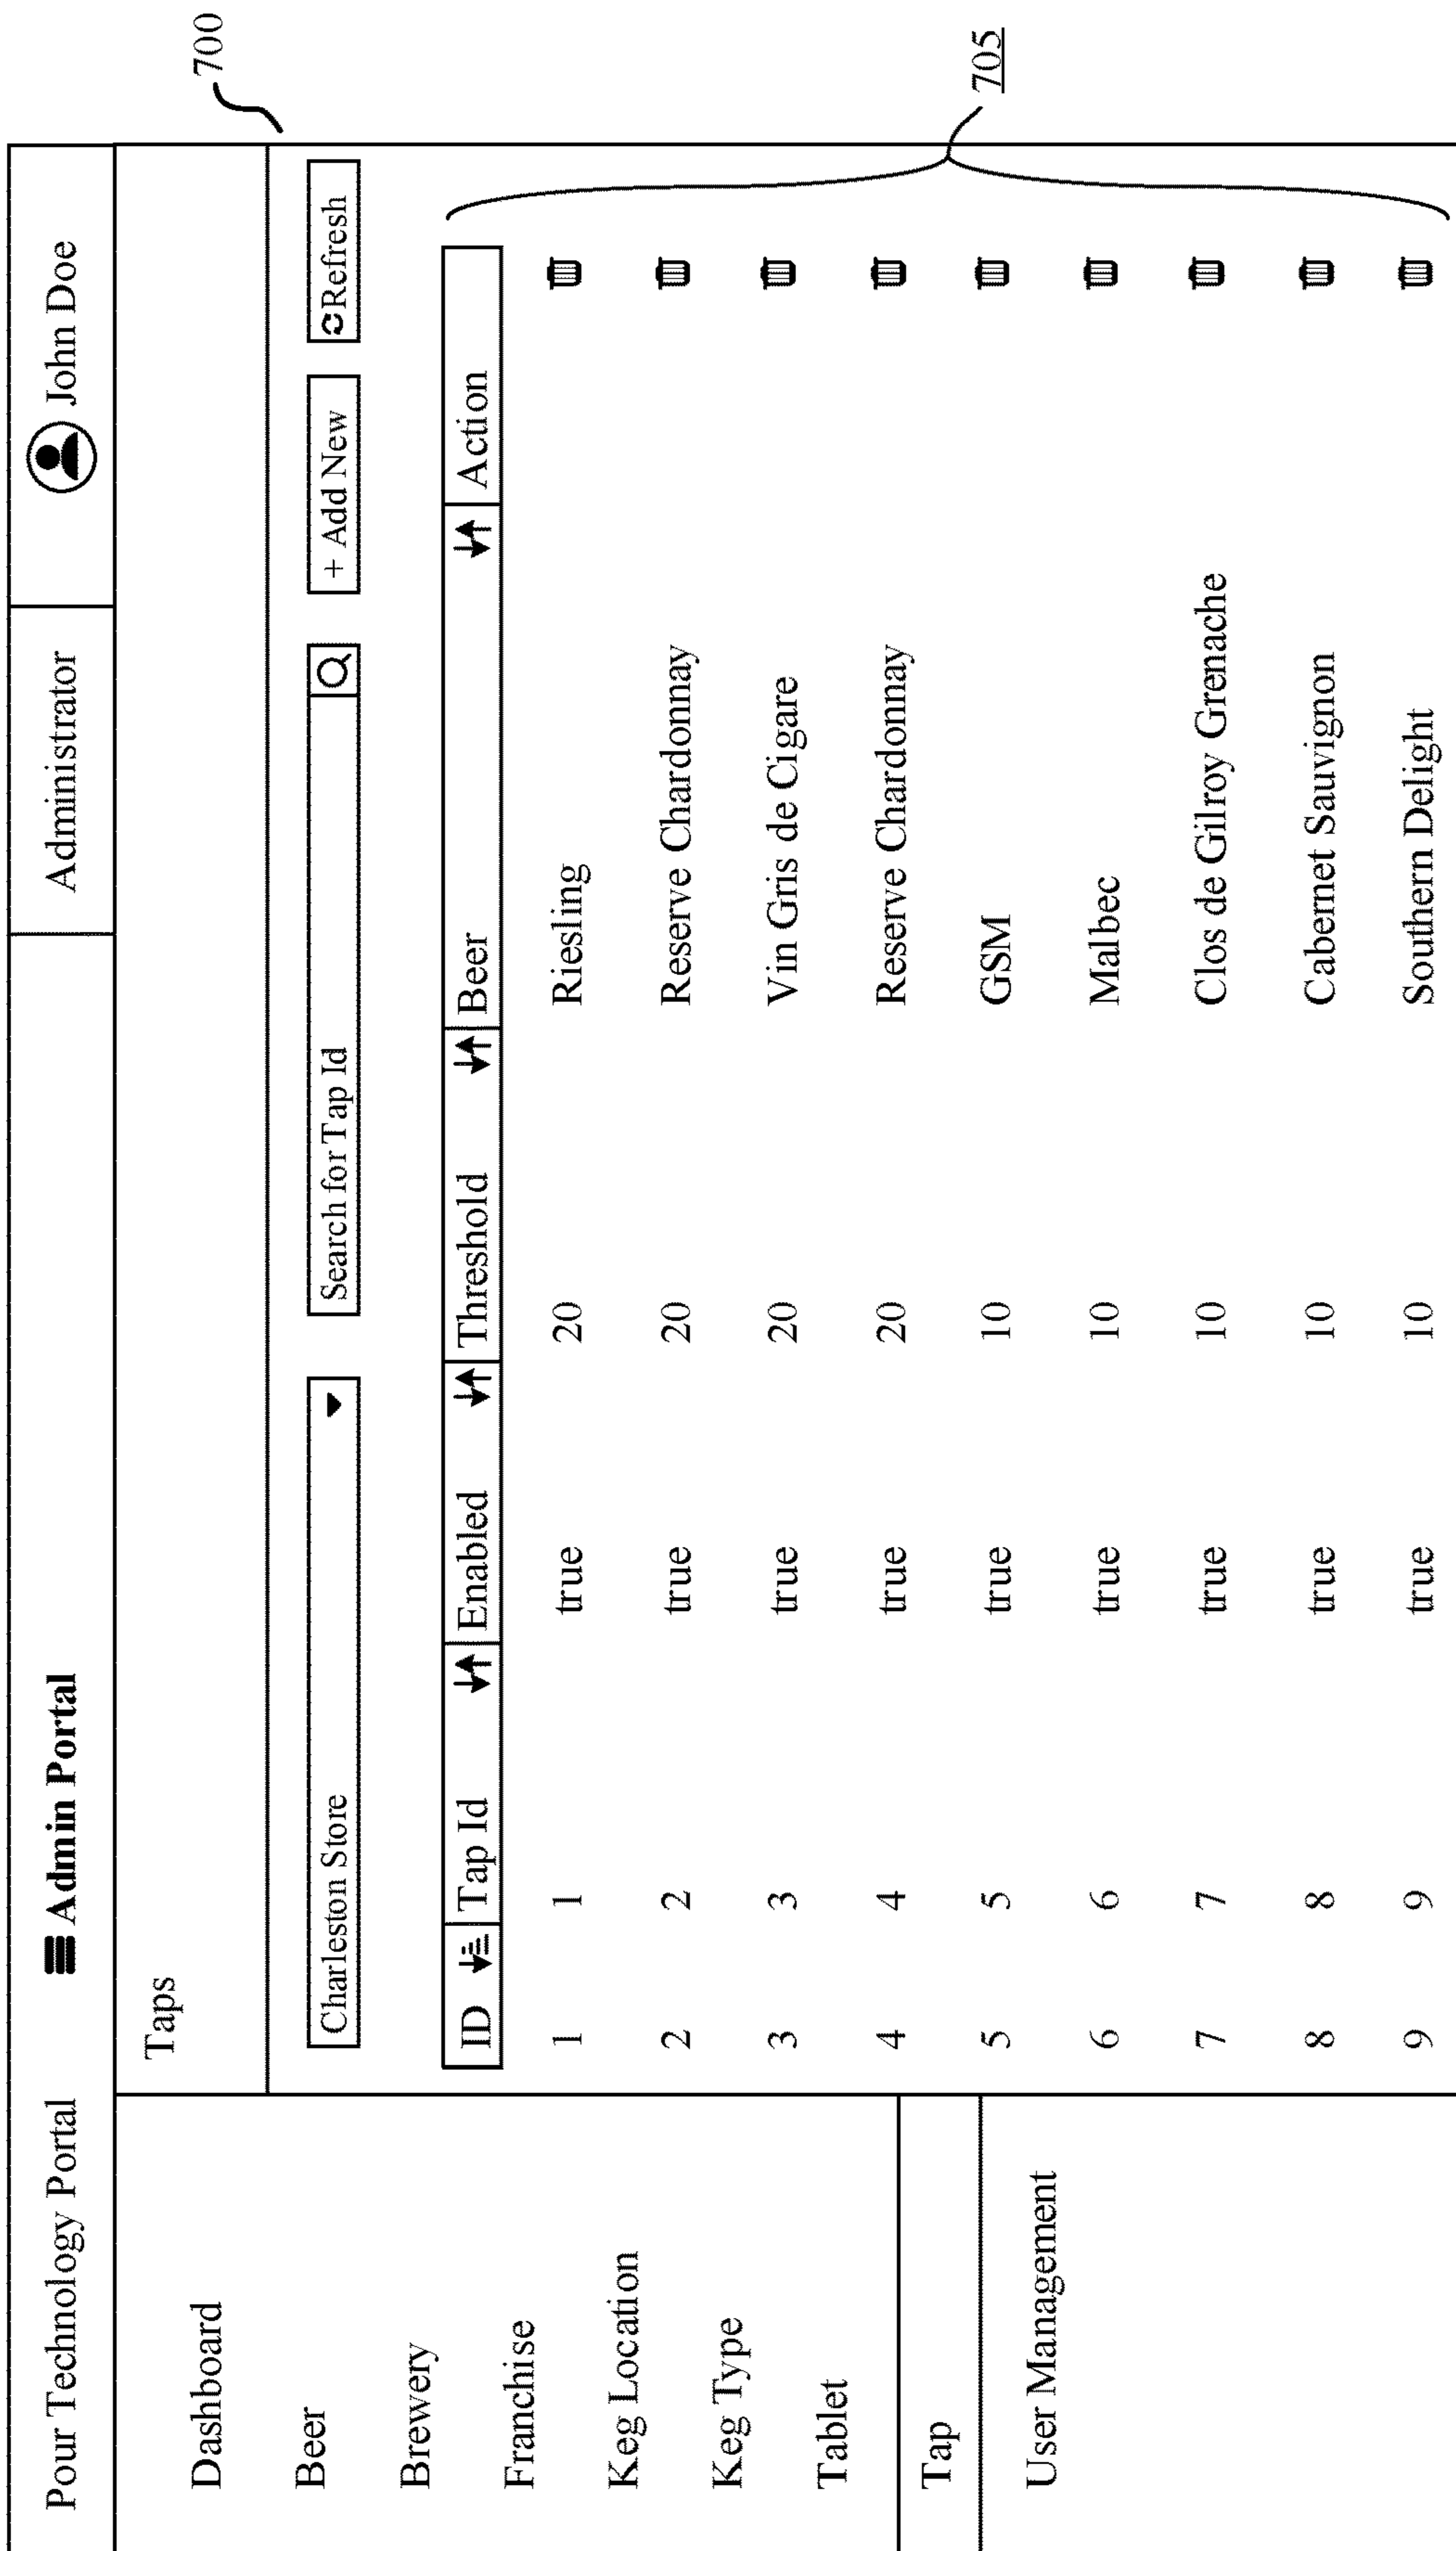 Pour Technology Portal Admin Portal Administrator John Doe
700
Taps
Dashboard
Beer
Brewery
Franchise
Keg Location
Keg Type
Tablet
Tap
User Management
Charleston Store Search for Tap Id + Add New Refresh
ID Tap Id Enabled Threshold Beer Action
1 1 true 20 Riesling
2 2 true 20 Reserve Chardonnay
3 3 true 20 Vin Gris de Cigare
4 4 true 20 Reserve Chardonnay
5 5 true 10 GSM
6 6 true 10 Malbec
7 7 true 10 Clos de Gilroy Grenache
8 8 true 10 Cabernet Sauvignon
9 9 true 10 Southern Delight
705